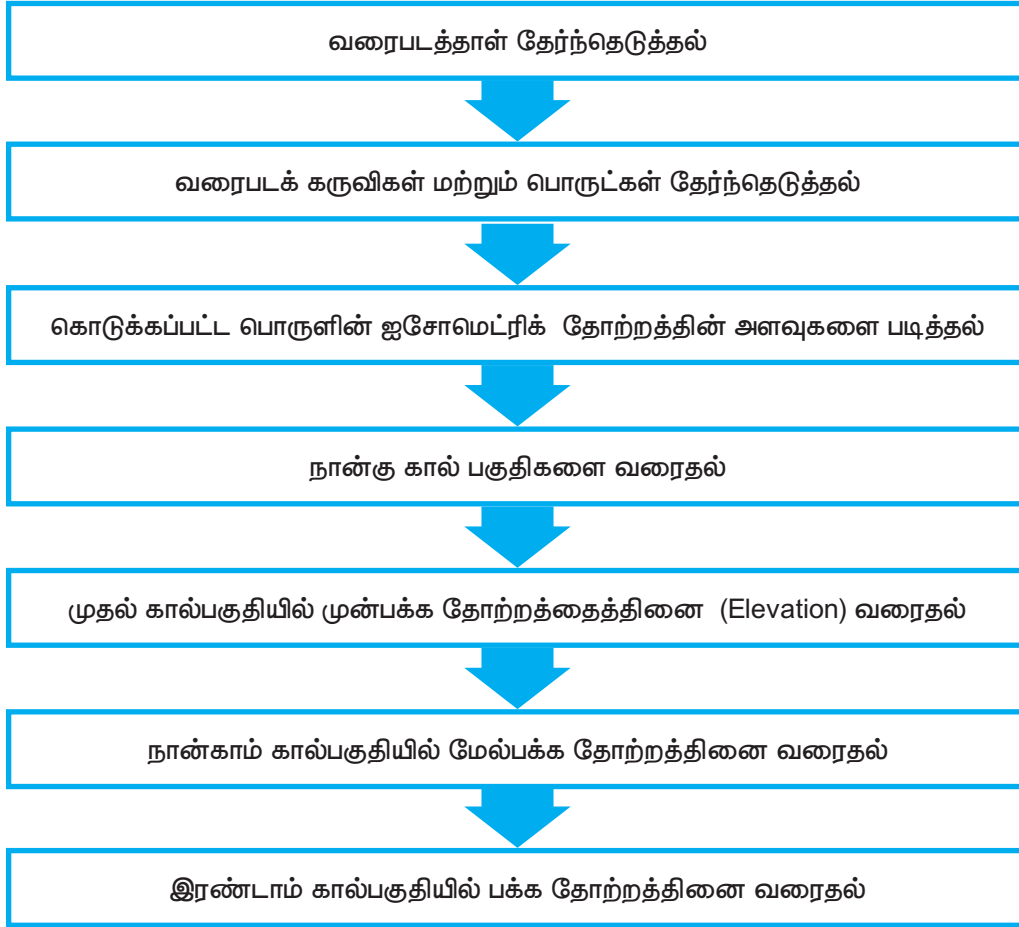 வரைபடத்தாள் தேர்ந்தெடுத்தல்
வரைபடக் கருவிகள் மற்றும் பொருட்கள் தேர்ந்தெடுத்தல்
கொடுக்கப்பட்ட பொருளின் ஐசோமெட்ரிக் தோற்றத்தின் அளவுகளை படித்தல்
நான்கு கால் பகுதிகளை வரைதல்
முதல் கால்பகுதியில் முன்பக்க தோற்றத்தைத்தினை (Elevation) வரைதல்
நான்காம் கால்பகுதியில் மேல்பக்க தோற்றத்தினை வரைதல்
இரண்டாம் கால்பகுதியில் பக்க தோற்றத்தினை வரைதல்